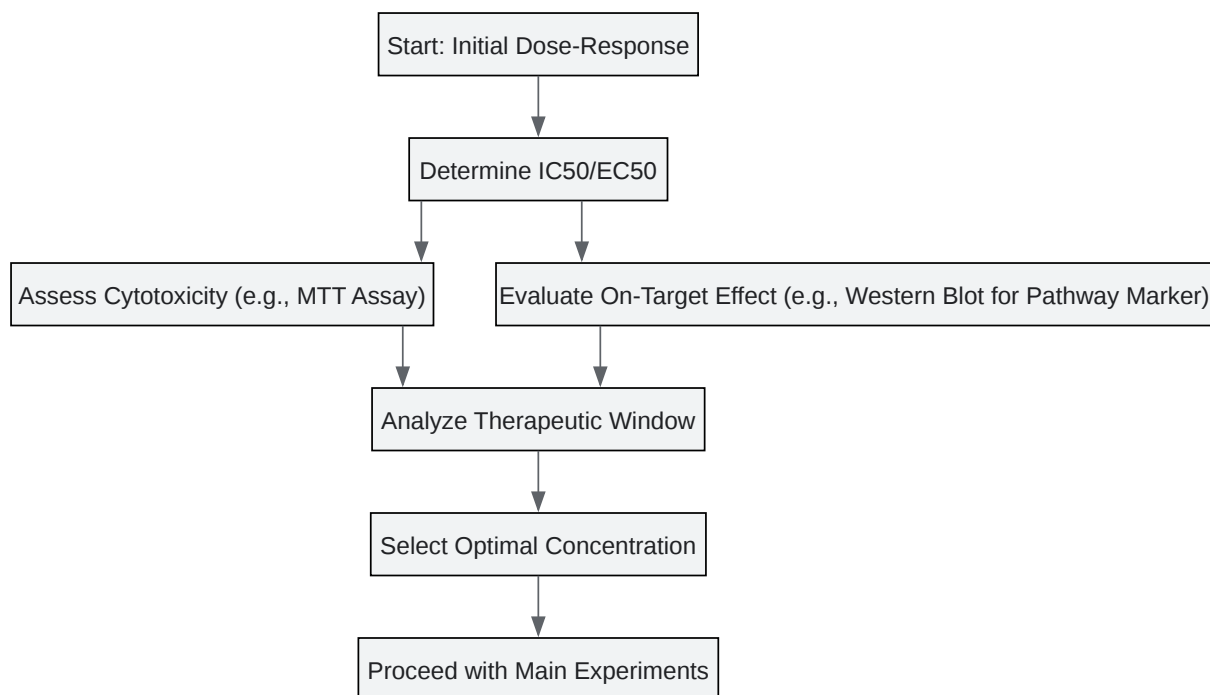 Start: Initial Dose-Response
Determine IC50/EC50
Assess Cytotoxicity (e.g., MTT Assay)
Evaluate On-Target Effect (e.g., Western Blot for Pathway Marker)
Analyze Therapeutic Window
Select Optimal Concentration
Proceed with Main Experiments